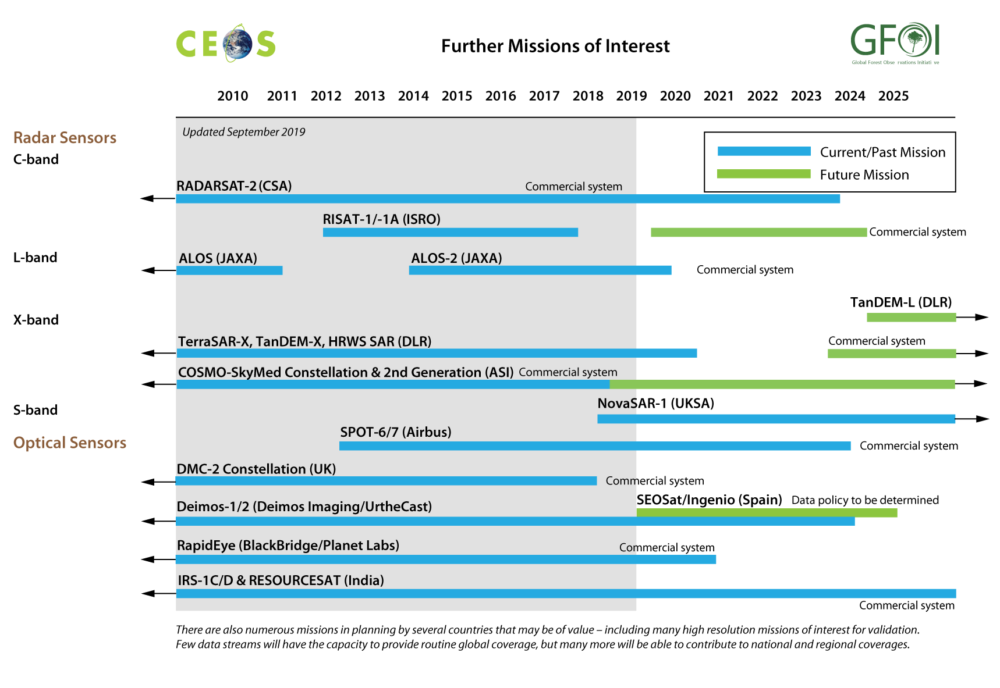 CEOS
Further Missions of Interest
GFOI
Global Forest Obse rvations Initiati ve
2010 2011 2012 2013 2014 2015 2016 2017 2018 2019 2020 2021 2022 2023 2024 2025
Updated September 2019
Radar Sensors
C-band
Current/Past Mission
Future Mission
RADARSAT-2 (CSA) Commercial system
RISAT-1/-1A (ISRO)
Commercial system
L-band
ALOS (JAXA) ALOS-2 (JAXA)
Commercial system
TanDEM-L (DLR)
X-band
TerraSAR-X, TanDEM-X, HRWS SAR (DLR) Commercial system
COSMO-SkyMed Constellation & 2nd Generation (ASI) Commercial system
S-band
NovaSAR-1 (UKSA)
SPOT-6/7 (Airbus)
Optical Sensors
Commercial system
DMC-2 Constellation (UK)
Commercial system
SEOSat/Ingenio (Spain) Data policy to be determined
Deimos-1/2 (Deimos Imaging/UrtheCast)
RapidEye (BlackBridge/Planet Labs) Commercial system
IRS-1C/D & RESOURCESAT (India)
Commercial system
There are also numerous missions in planning by several countries that may be of value – including many high resolution missions of interest for validation.
Few data streams will have the capacity to provide routine global coverage, but many more will be able to contribute to national and regional coverages.